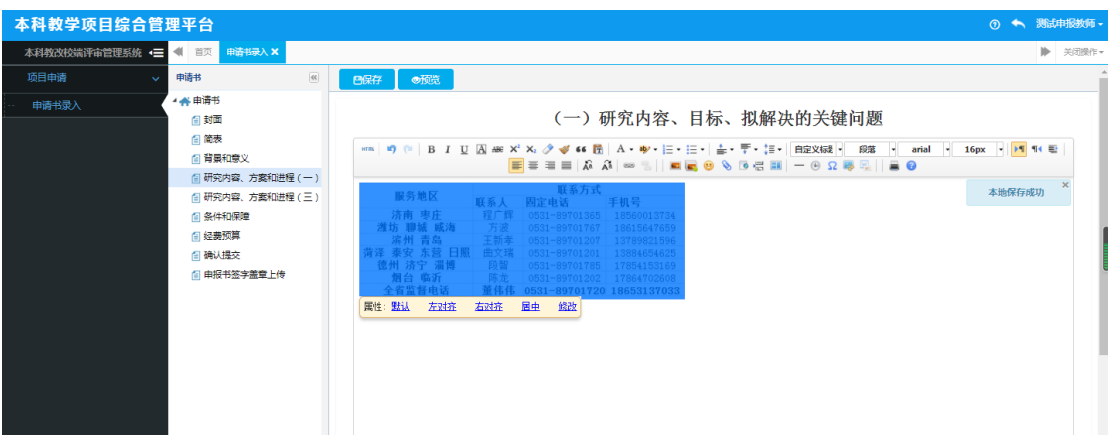 本科教学项目综合管理平台
测试申报教师
本科教改校端评审管理系统
首页
申请书录入
关闭操作
项目申请
申请书录入
申请书
申请书
封面
简表
背景和意义
研究内容、方案和进程(一)
研究内容、方案和进程(三)
条件和保障
经费预算
确认提交
申报书签字盖章上传
保存 预览
(一)研究内容、目标、拟解决的关键问题
HTML B I U A ABC X² X₂ 66 A
自定义标题 段落 arial 16px
本地保存成功
服务地区 联系方式
联系人 固定电话 手机号
济南 枣庄 程广辉 0531-89701365 18560013734
潍坊 聊城 威海 方波 0531-89701767 18615647659
滨州 青岛 王新孝 0531-89701207 13789821596
菏泽 泰安 东营 日照 曲文瑞 0531-89701201 13884654625
德州 济宁 淄博 段智 0531-89701785 17854153169
烟台 临沂 陈龙 0531-89701202 17864702608
全省监督电话 董伟伟 0531-89701720 18653137033
属性: 默认 左对齐 右对齐 居中 修改